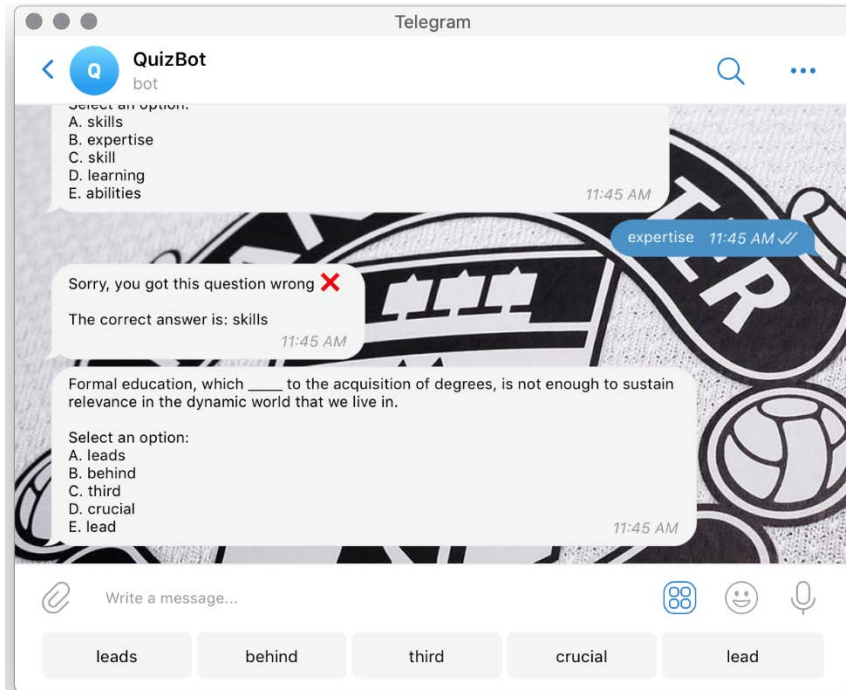 Telegram
Q
QuizBot
bot
Select an option:
A. skills
B. expertise
C. skill
D. learning
E. abilities
11:45 AM
expertise 11:45 AM
Sorry, you got this question wrong ❌
The correct answer is: skills
11:45 AM
Formal education, which ____ to the acquisition of degrees, is not enough to sustain
relevance in the dynamic world that we live in.
Select an option:
A. leads
B. behind
C. third
D. crucial
E. lead
11:45 AM
Write a message...
leads
behind
third
crucial
lead